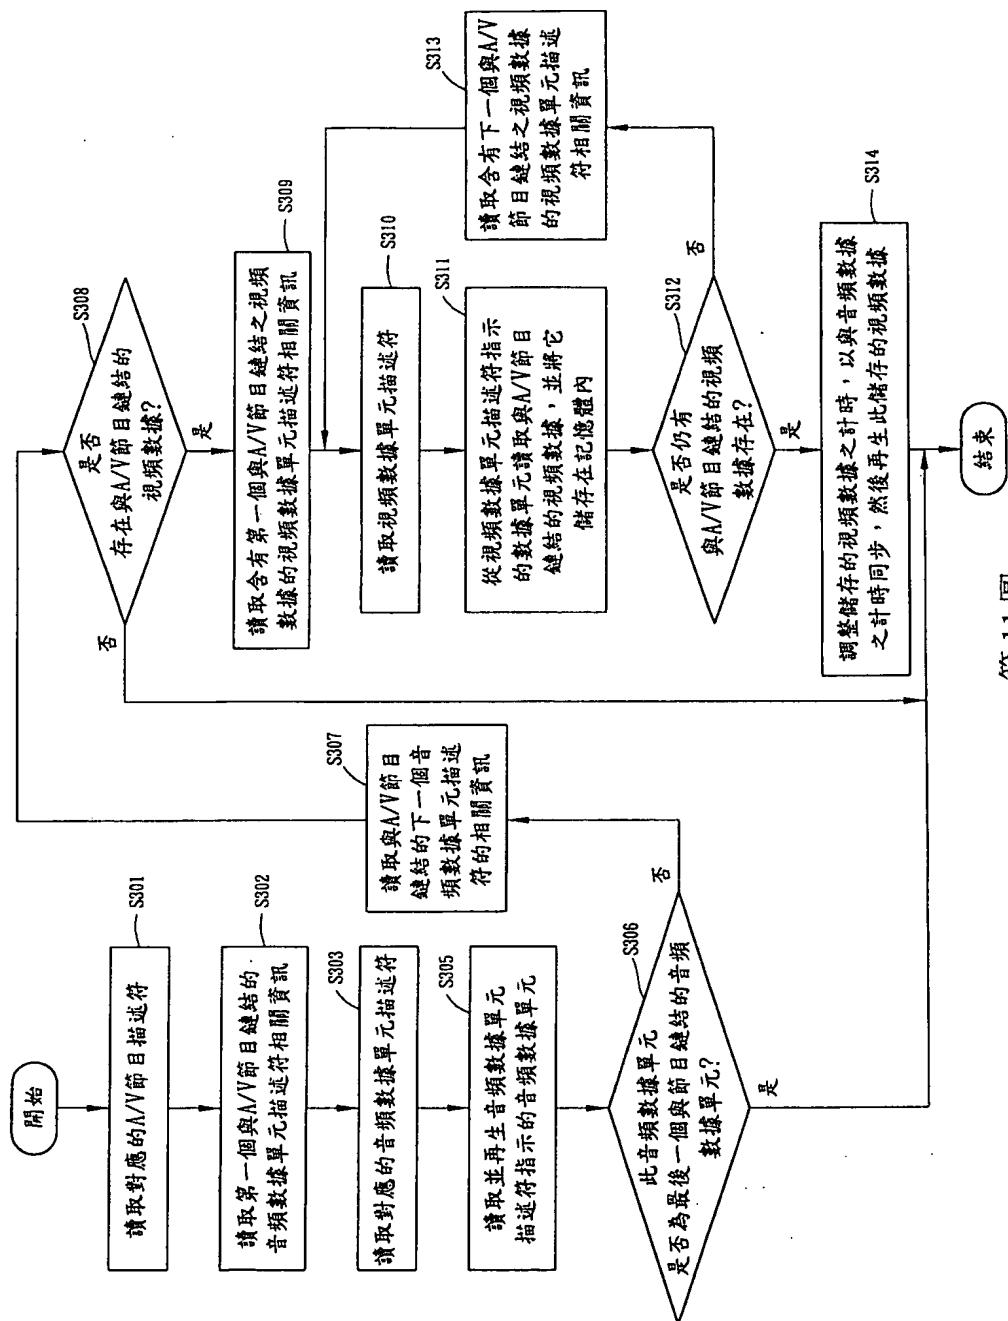 開始
S301
讀取對應的A/V節目描述符
S302
讀取第一個與A/V節目鏈結的
音頻數據單元描述符相關資訊
S303
讀取對應的音頻數據單元描述符
S305
讀取並再生音頻數據單元
描述符指示的音頻數據單元
S306
此音頻數據單元
是否為最後一個與節目鏈結的音頻
數據單元?
否
是
S307
讀取與A/V節目
鏈結的下一個音
頻數據單元描述
符的相關資訊
S308
是否
存在與A/V節目鏈結的
視頻數據?
否
是
S309
讀取含有第一個與A/V節目鏈結之視頻
數據的視頻數據單元描述符相關資訊
S310
讀取視頻數據單元描述符
S311
從視頻數據單元描述符指示
的數據單元讀取與A/V節目
鏈結的視頻數據,並將它
儲存在記憶體內
S312
是否仍有
與A/V節目鏈結的視頻
數據存在?
否
是
S313
讀取含有下一個與A/V
節目鏈結之視頻數據
的視頻數據單元描述
符相關資訊
S314
調整儲存的視頻數據之計時,以與音頻數據
之計時同步,然後再生此儲存的視頻數據
結束
第11圖